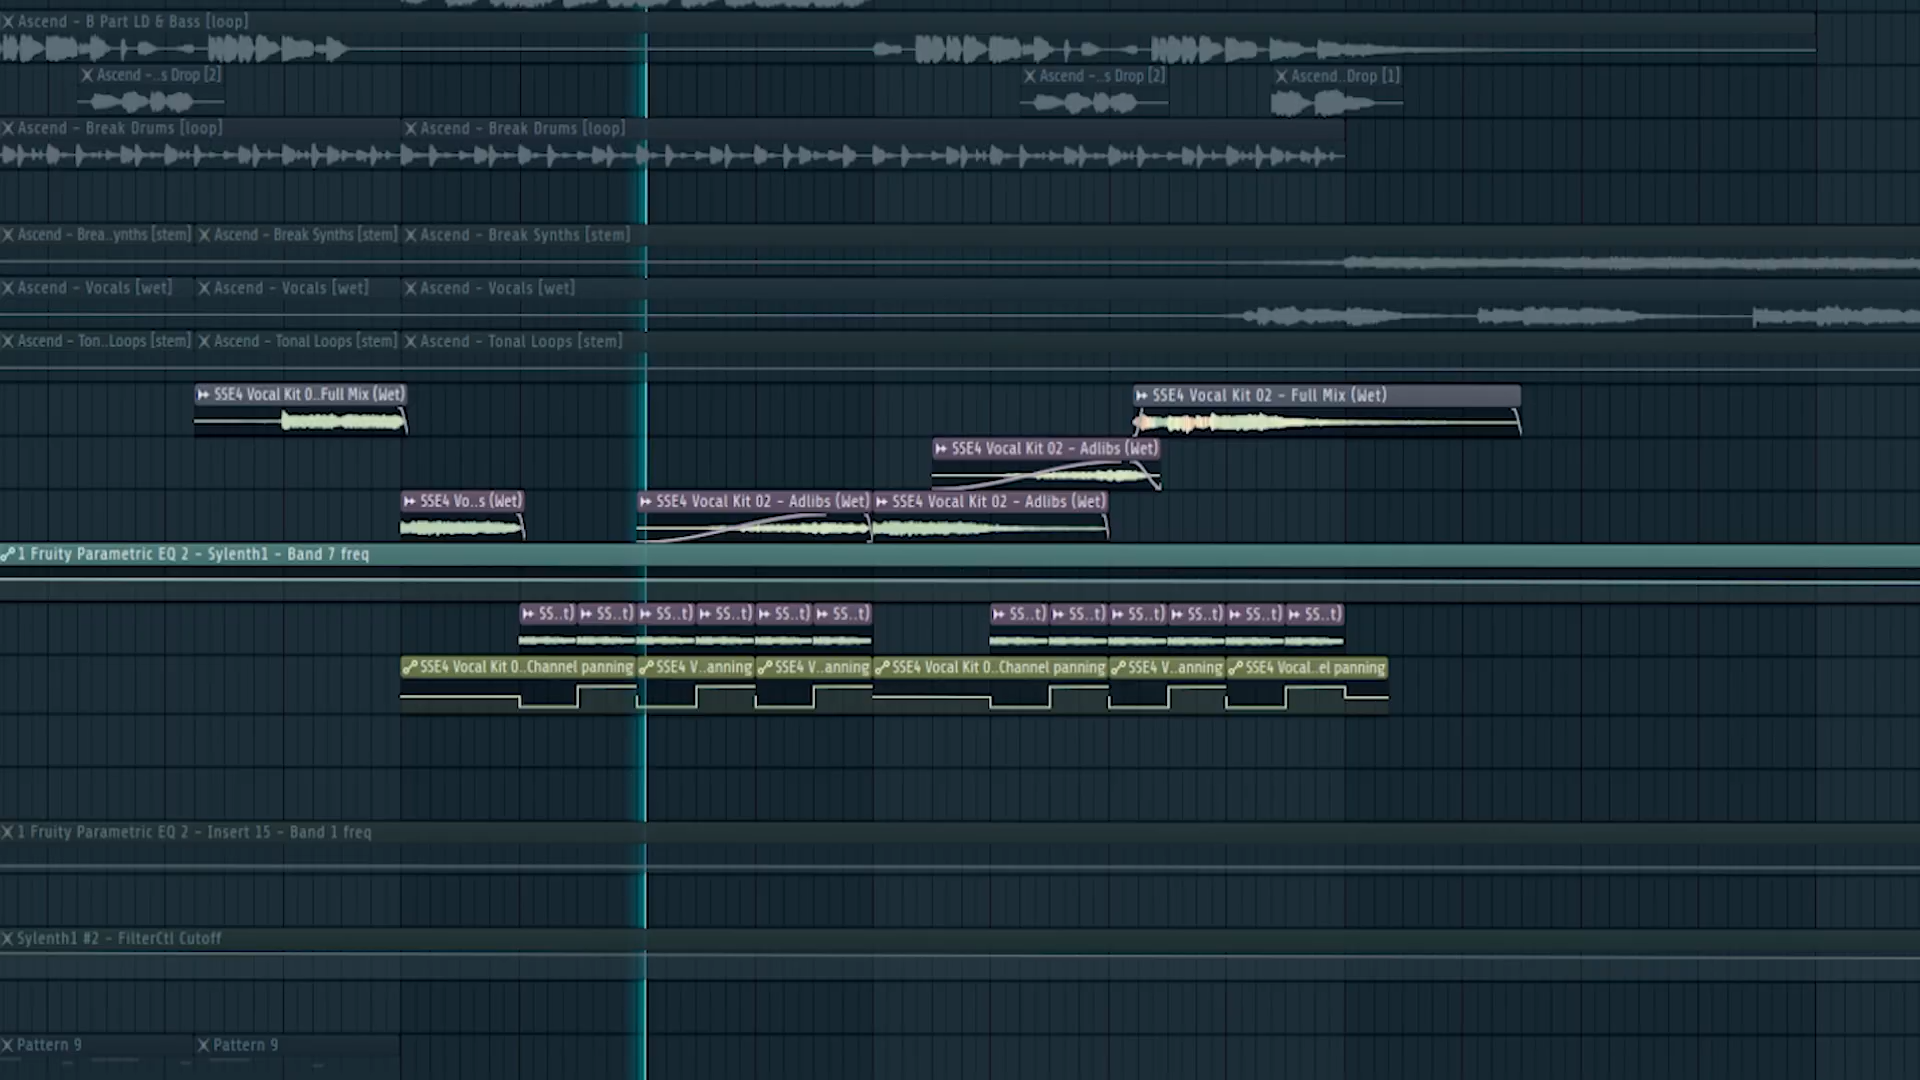 Ascend - B Part LD & Bass [loop]
Ascend -..s Drop [2]
Ascend -..s Drop [2]
Ascend..Drop [1]
Ascend - Break Drums [loop]
Ascend - Break Drums [loop]
Ascend - Brea..ynths [stem]
Ascend - Break Synths [stem]
Ascend - Break Synths [stem]
Ascend - Vocals [wet]
Ascend - Vocals [wet]
Ascend - Vocals [wet]
Ascend - Ton..Loops [stem]
Ascend - Tonal Loops [stem]
Ascend - Tonal Loops [stem]
SSE4 Vocal Kit 0..Full Mix (Wet)
SSE4 Vocal Kit 02 - Full Mix (Wet)
SSE4 Vocal Kit 02 - Adlibs (Wet)
SSE4 Vo..s (Wet)
SSE4 Vocal Kit 02 - Adlibs (Wet)
SSE4 Vocal Kit 02 - Adlibs (Wet)
1 Fruity Parametric EQ 2 - Sylenth1 - Band 7 freq
SS..t)
SS..t)
SS..t)
SS..t)
SS..t)
SS..t)
SS..t)
SS..t)
SS..t)
SS..t)
SS..t)
SS..t)
SSE4 Vocal Kit 0..Channel panning
SSE4 V..anning
SSE4 V..anning
SSE4 Vocal Kit 0..Channel panning
SSE4 V..anning
SSE4 Vocal..el panning
1 Fruity Parametric EQ 2 - Insert 15 - Band 1 freq
Sylenth1 #2 - FilterCtl Cutoff
Pattern 9
Pattern 9